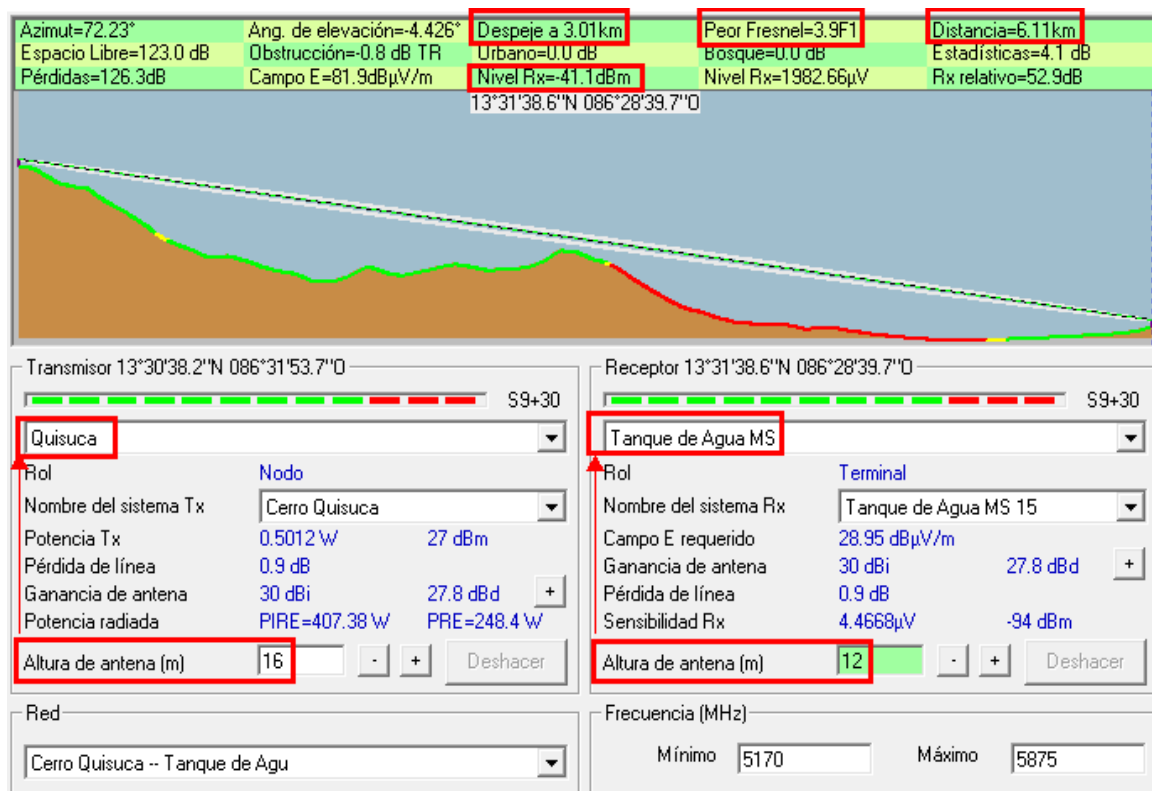 Azimut=72.23° Ang. de elevación=-4.426° Despeje a 3.01km Peor Fresnel=3.9F1 Distancia=6.11km
Espacio Libre=123.0 dB Obstrucción=-0.8 dB TR Urbano=0.0 dB Bosque=0.0 dB Estadísticas=4.1 dB
Pérdidas=126.3dB Campo E=81.9dBµV/m Nivel Rx=-41.1dBm Nivel Rx=1982.66µV Rx relativo=52.9dB
13°31'38.6''N 086°28'39.7''O
Transmisor 13°30'38.2''N 086°31'53.7''O
S9+30
Quisuca
Rol Nodo
Nombre del sistema Tx Cerro Quisuca
Potencia Tx 0.5012 W 27 dBm
Pérdida de línea 0.9 dB
Ganancia de antena 30 dBi 27.8 dBd +
Potencia radiada PIRE=407.38 W PRE=248.4 W
Altura de antena (m) 16 - + Deshacer
Red
Cerro Quisuca -- Tanque de Agu
Receptor 13°31'38.6''N 086°28'39.7''O
S9+30
Tanque de Agua MS
Rol Terminal
Nombre del sistema Rx Tanque de Agua MS 15
Campo E requerido 28.95 dBµV/m
Ganancia de antena 30 dBi 27.8 dBd +
Pérdida de línea 0.9 dB
Sensibilidad Rx 4.4668µV -94 dBm
Altura de antena (m) 12 - + Deshacer
Frecuencia (MHz)
Mínimo 5170 Máximo 5875